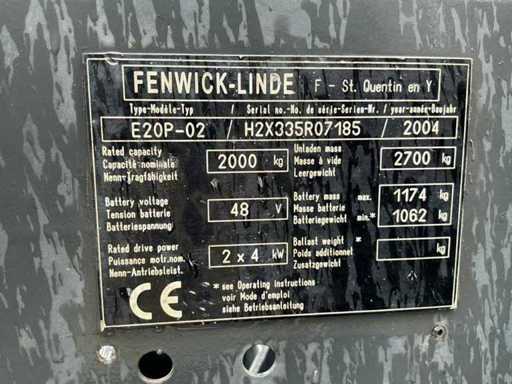 FENWICK-LINDE F - St. Quentin en Y
Type-Modèle-Typ / Serial no.-No. de série-Serien-Nr. / year-année-Baujahr
E20P-02 / H2X335R07185 / 2004
Rated capacity
Capacité nominale
Nenn-Tragfähigkeit
2000 kg
Unladen mass
Masse à vide
Leergewicht
2700 kg
Battery voltage
Tension batterie
Batteriespannung
48 V
Battery mass max.
Masse batterie
Batteriegewicht min.*
1174 kg
1062 kg
Rated drive power
Puissance motr.nom.
Nenn-Antriebsleist.
2 x 4 kW
Ballast weight *
Poids additionnel
Zusatzgewicht
kg
CE
* see Operating instructions
voir Mode d'emploi
siehe Betriebsanleitung